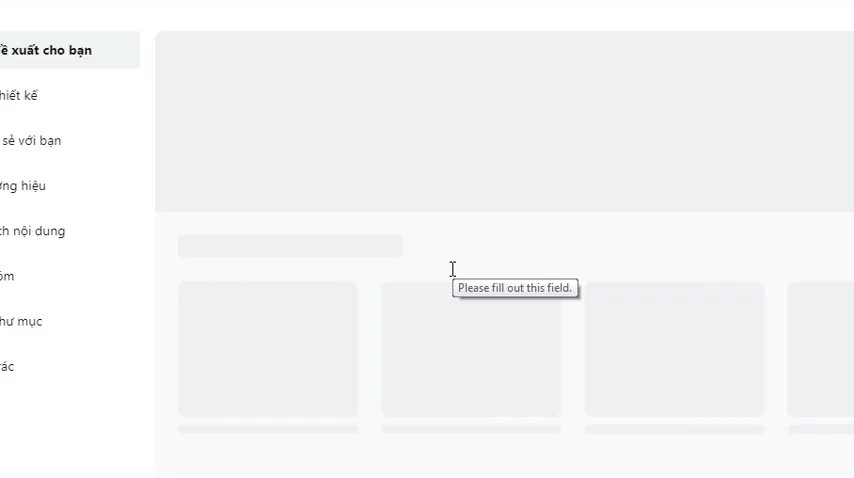 ề xuất cho bạn
hiết kế
sẻ với bạn
ơng hiệu
ch nội dung
óm
hư mục
rác
Please fill out this field.